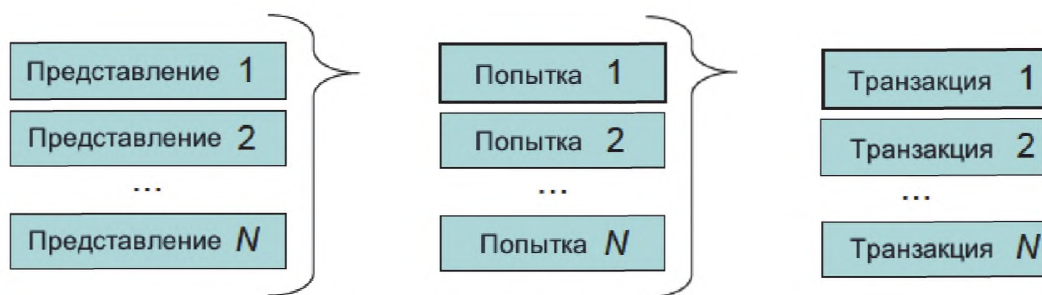 Представление 1
Представление 2
...
Представление N
Попытка 1
Попытка 2
...
Попытка N
Транзакция 1
Транзакция 2
...
Транзакция N